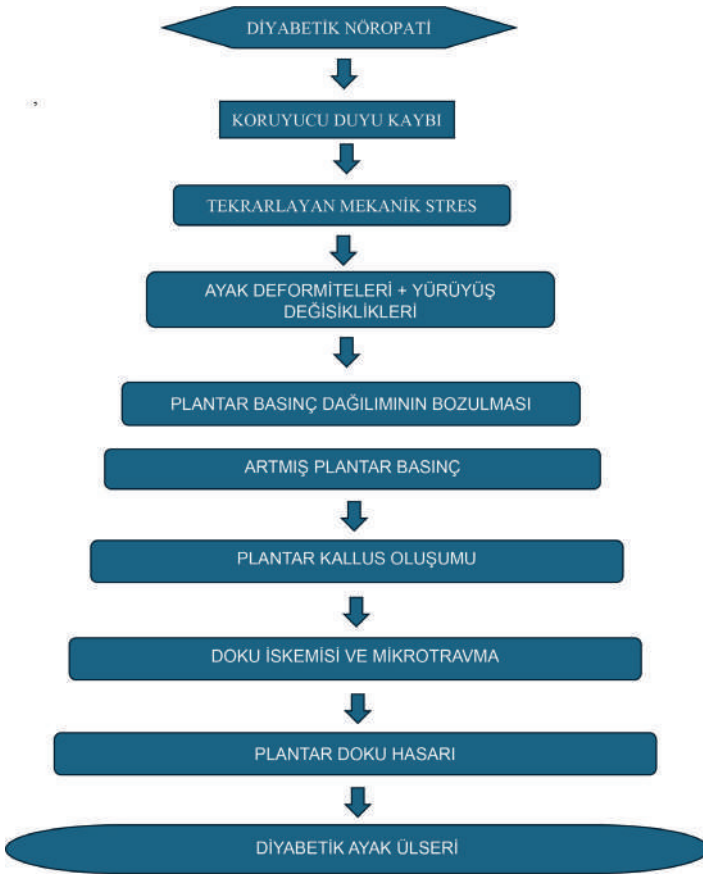 DİYABETİK NÖROPATİ
,
KORUYUCU DUYU KAYBI
TEKRARLAYAN MEKANİK STRES
AYAK DEFORMİTELERİ + YÜRÜYÜŞ
DEĞİSİKLİKLERİ
PLANTAR BASINÇ DAĞILIMININ BOZULMASI
ARTMIŞ PLANTAR BASINÇ
PLANTAR KALLUS OLUŞUMU
DOKU İSKEMİSİ VE MİKROTRAVMA
PLANTAR DOKU HASARI
DİYABETİK AYAK ÜLSERİ